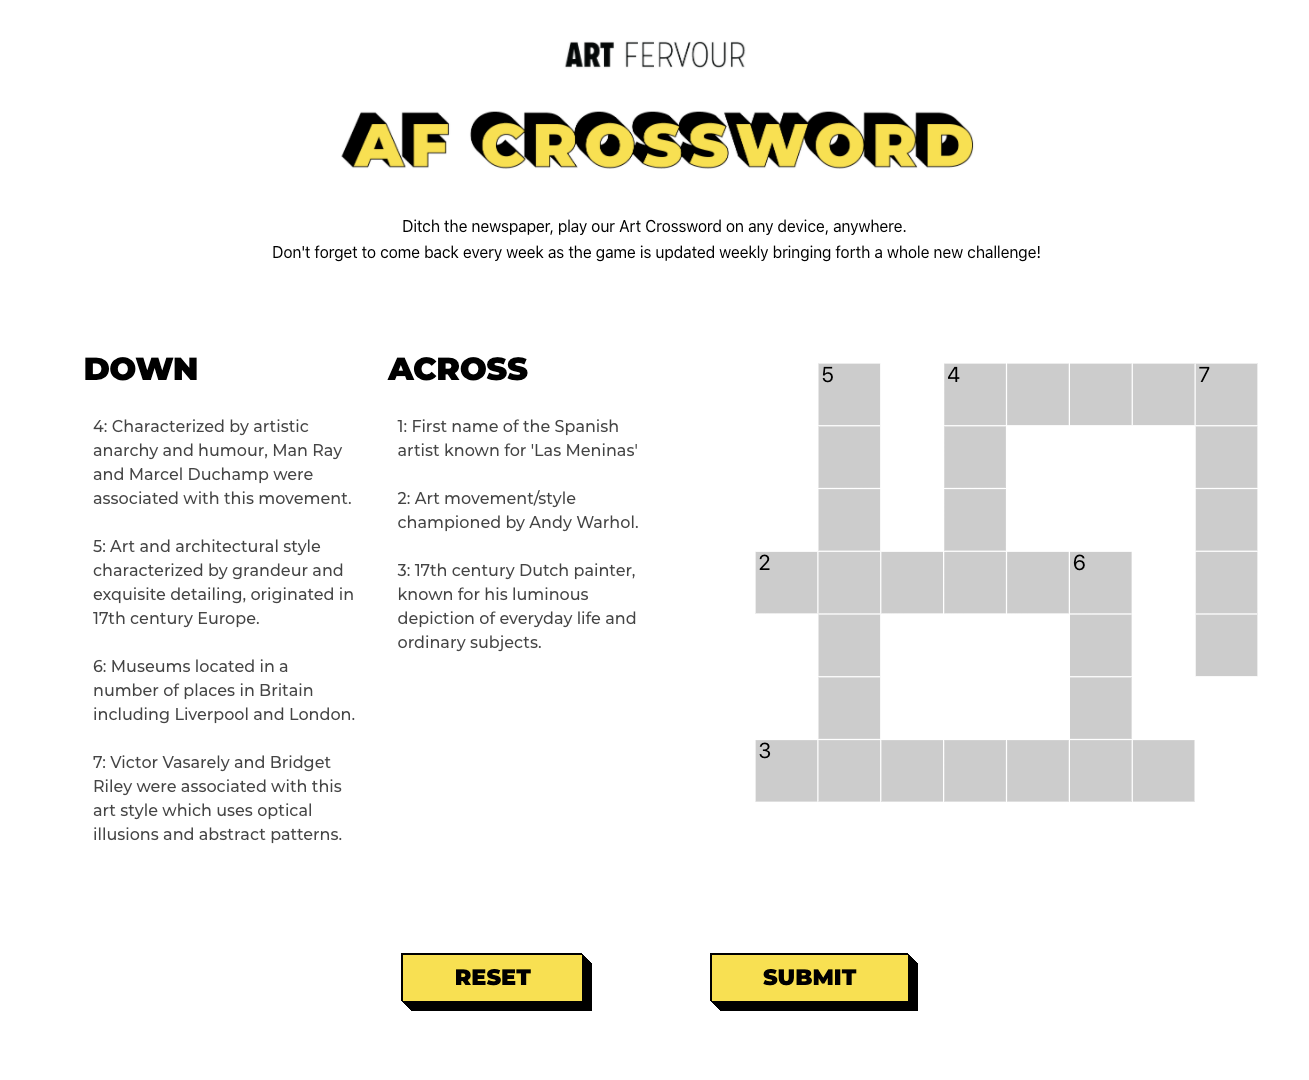 ART FERVOUR
AF CROSSWORD
Ditch the newspaper, play our Art Crossword on any device, anywhere.
Don't forget to come back every week as the game is updated weekly bringing forth a whole new challenge!
DOWN
4: Characterized by artistic
anarchy and humour, Man Ray
and Marcel Duchamp were
associated with this movement.
5: Art and architectural style
characterized by grandeur and
exquisite detailing, originated in
17th century Europe.
6: Museums located in a
number of places in Britain
including Liverpool and London.
7: Victor Vasarely and Bridget
Riley were associated with this
art style which uses optical
illusions and abstract patterns.
ACROSS
1: First name of the Spanish
artist known for 'Las Meninas'
2: Art movement/style
championed by Andy Warhol.
3: 17th century Dutch painter,
known for his luminous
depiction of everyday life and
ordinary subjects.
5 4 7
2 6
3
RESET
SUBMIT